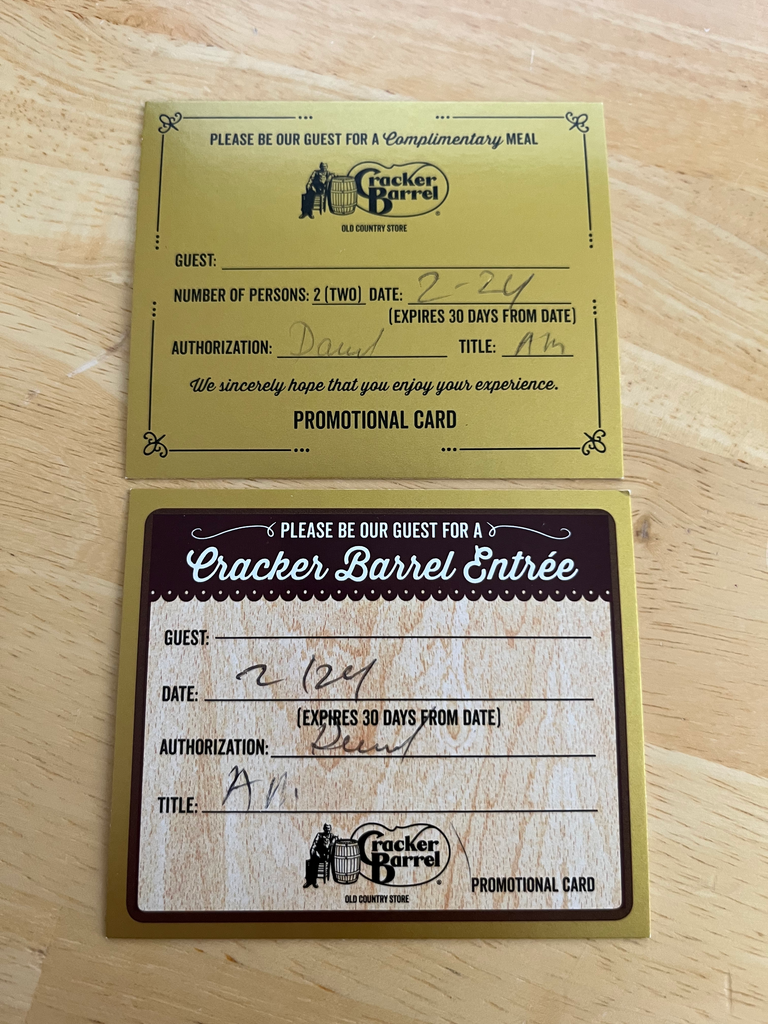 PLEASE BE OUR GUEST FOR A Complimentary MEAL
Cracker
Barrel
OLD COUNTRY STORE
GUEST:
NUMBER OF PERSONS: 2 (TWO) DATE: 2-24
(EXPIRES 30 DAYS FROM DATE)
AUTHORIZATION: TITLE: AM
We sincerely hope that you enjoy your experience.
PROMOTIONAL CARD
PLEASE BE OUR GUEST FOR A
Cracker Barrel Entrée
GUEST:
DATE: 2/24
(EXPIRES 30 DAYS FROM DATE)
AUTHORIZATION:
TITLE: AM.
Cracker
Barrel
OLD COUNTRY STORE
PROMOTIONAL CARD